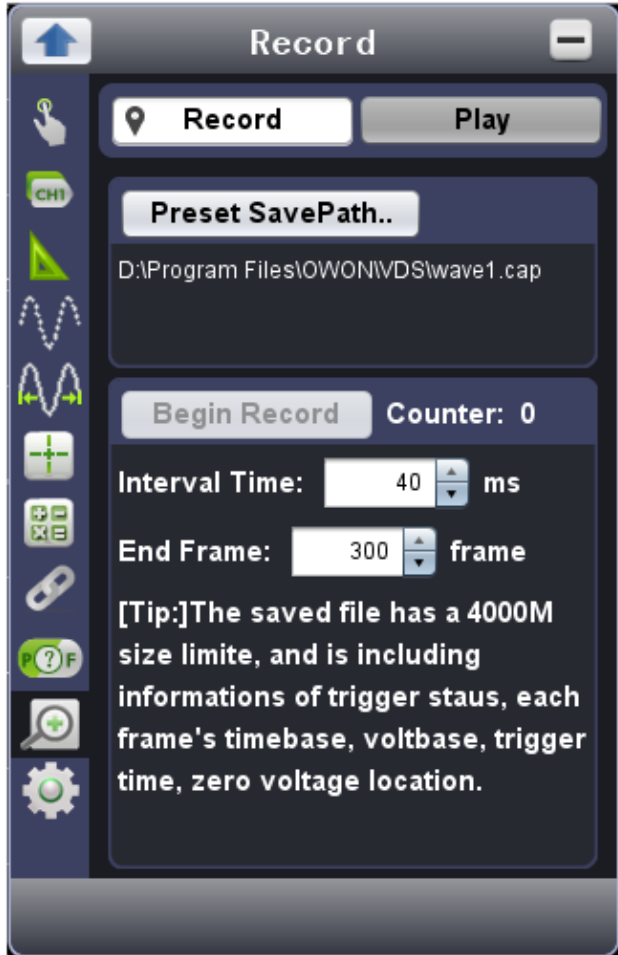 Record
Record
Play
CH1
Preset SavePath..
D:\Program Files\OWON\VDS\wave1.cap
Begin Record Counter: 0
Interval Time: 40 ms
End Frame: 300 frame
[Tip:]The saved file has a 4000M
size limite, and is including
informations of trigger staus, each
frame's timebase, voltbase, trigger
time, zero voltage location.
P ? F